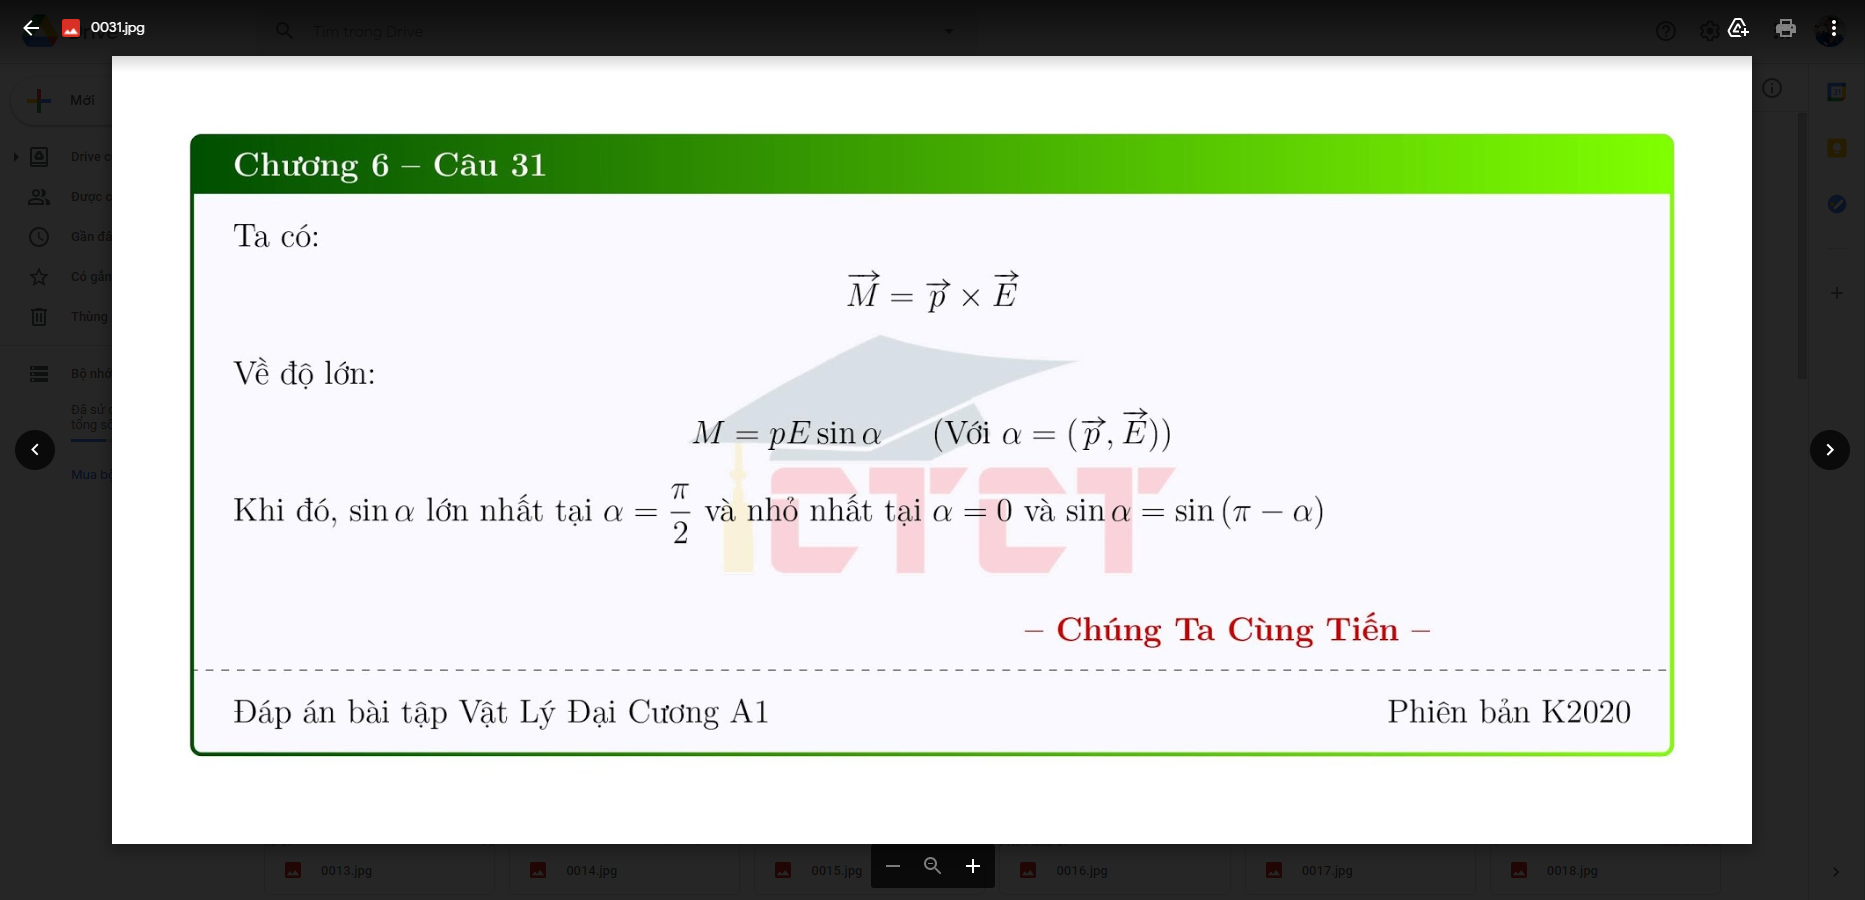 0031.jpg
Tìm trong Drive
Mới
Drive c
Được c
Gần đâ
Có gắn
Thùng
Bộ nhớ
Đã sử d
tổng số
Mua bộ
Chương 6 – Câu 31
Ta có:
$\overrightarrow{M} = \overrightarrow{p} \times \overrightarrow{E}$
Về độ lớn:
$M = pE \sin \alpha$ (Với $\alpha = (\overrightarrow{p}, \overrightarrow{E})$)
Khi đó, $\sin \alpha$ lớn nhất tại $\alpha = \frac{\pi}{2}$ và nhỏ nhất tại $\alpha = 0$ và $\sin \alpha = \sin (\pi - \alpha)$
CTCT
– Chúng Ta Cùng Tiến –
Đáp án bài tập Vật Lý Đại Cương A1 Phiên bản K2020
0013.jpg 0014.jpg 0015.jpg 0016.jpg 0017.jpg 0018.jpg